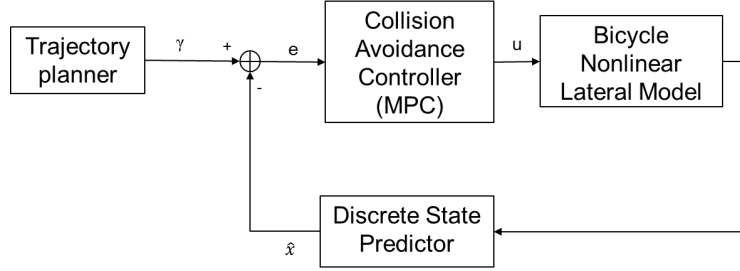 Trajectory
planner
γ
+
-
e
Collision
Avoidance
Controller
(MPC)
u
Bicycle
Nonlinear
Lateral Model
Discrete State
Predictor
x̂